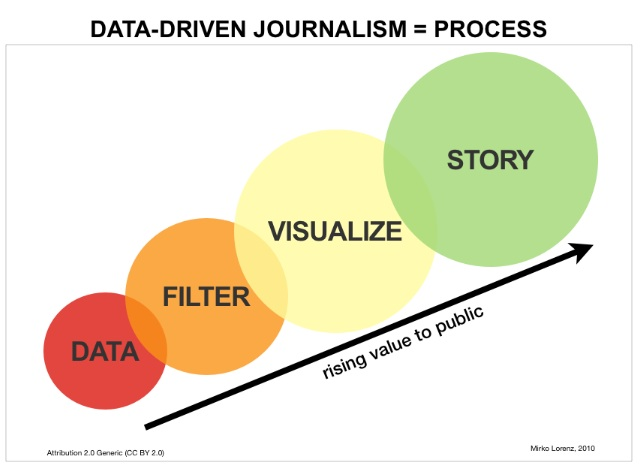 DATA-DRIVEN JOURNALISM = PROCESS
STORY
VISUALIZE
FILTER
DATA
rising value to public
Attribution 2.0 Generic (CC BY 2.0)
Mirko Lorenz, 2010